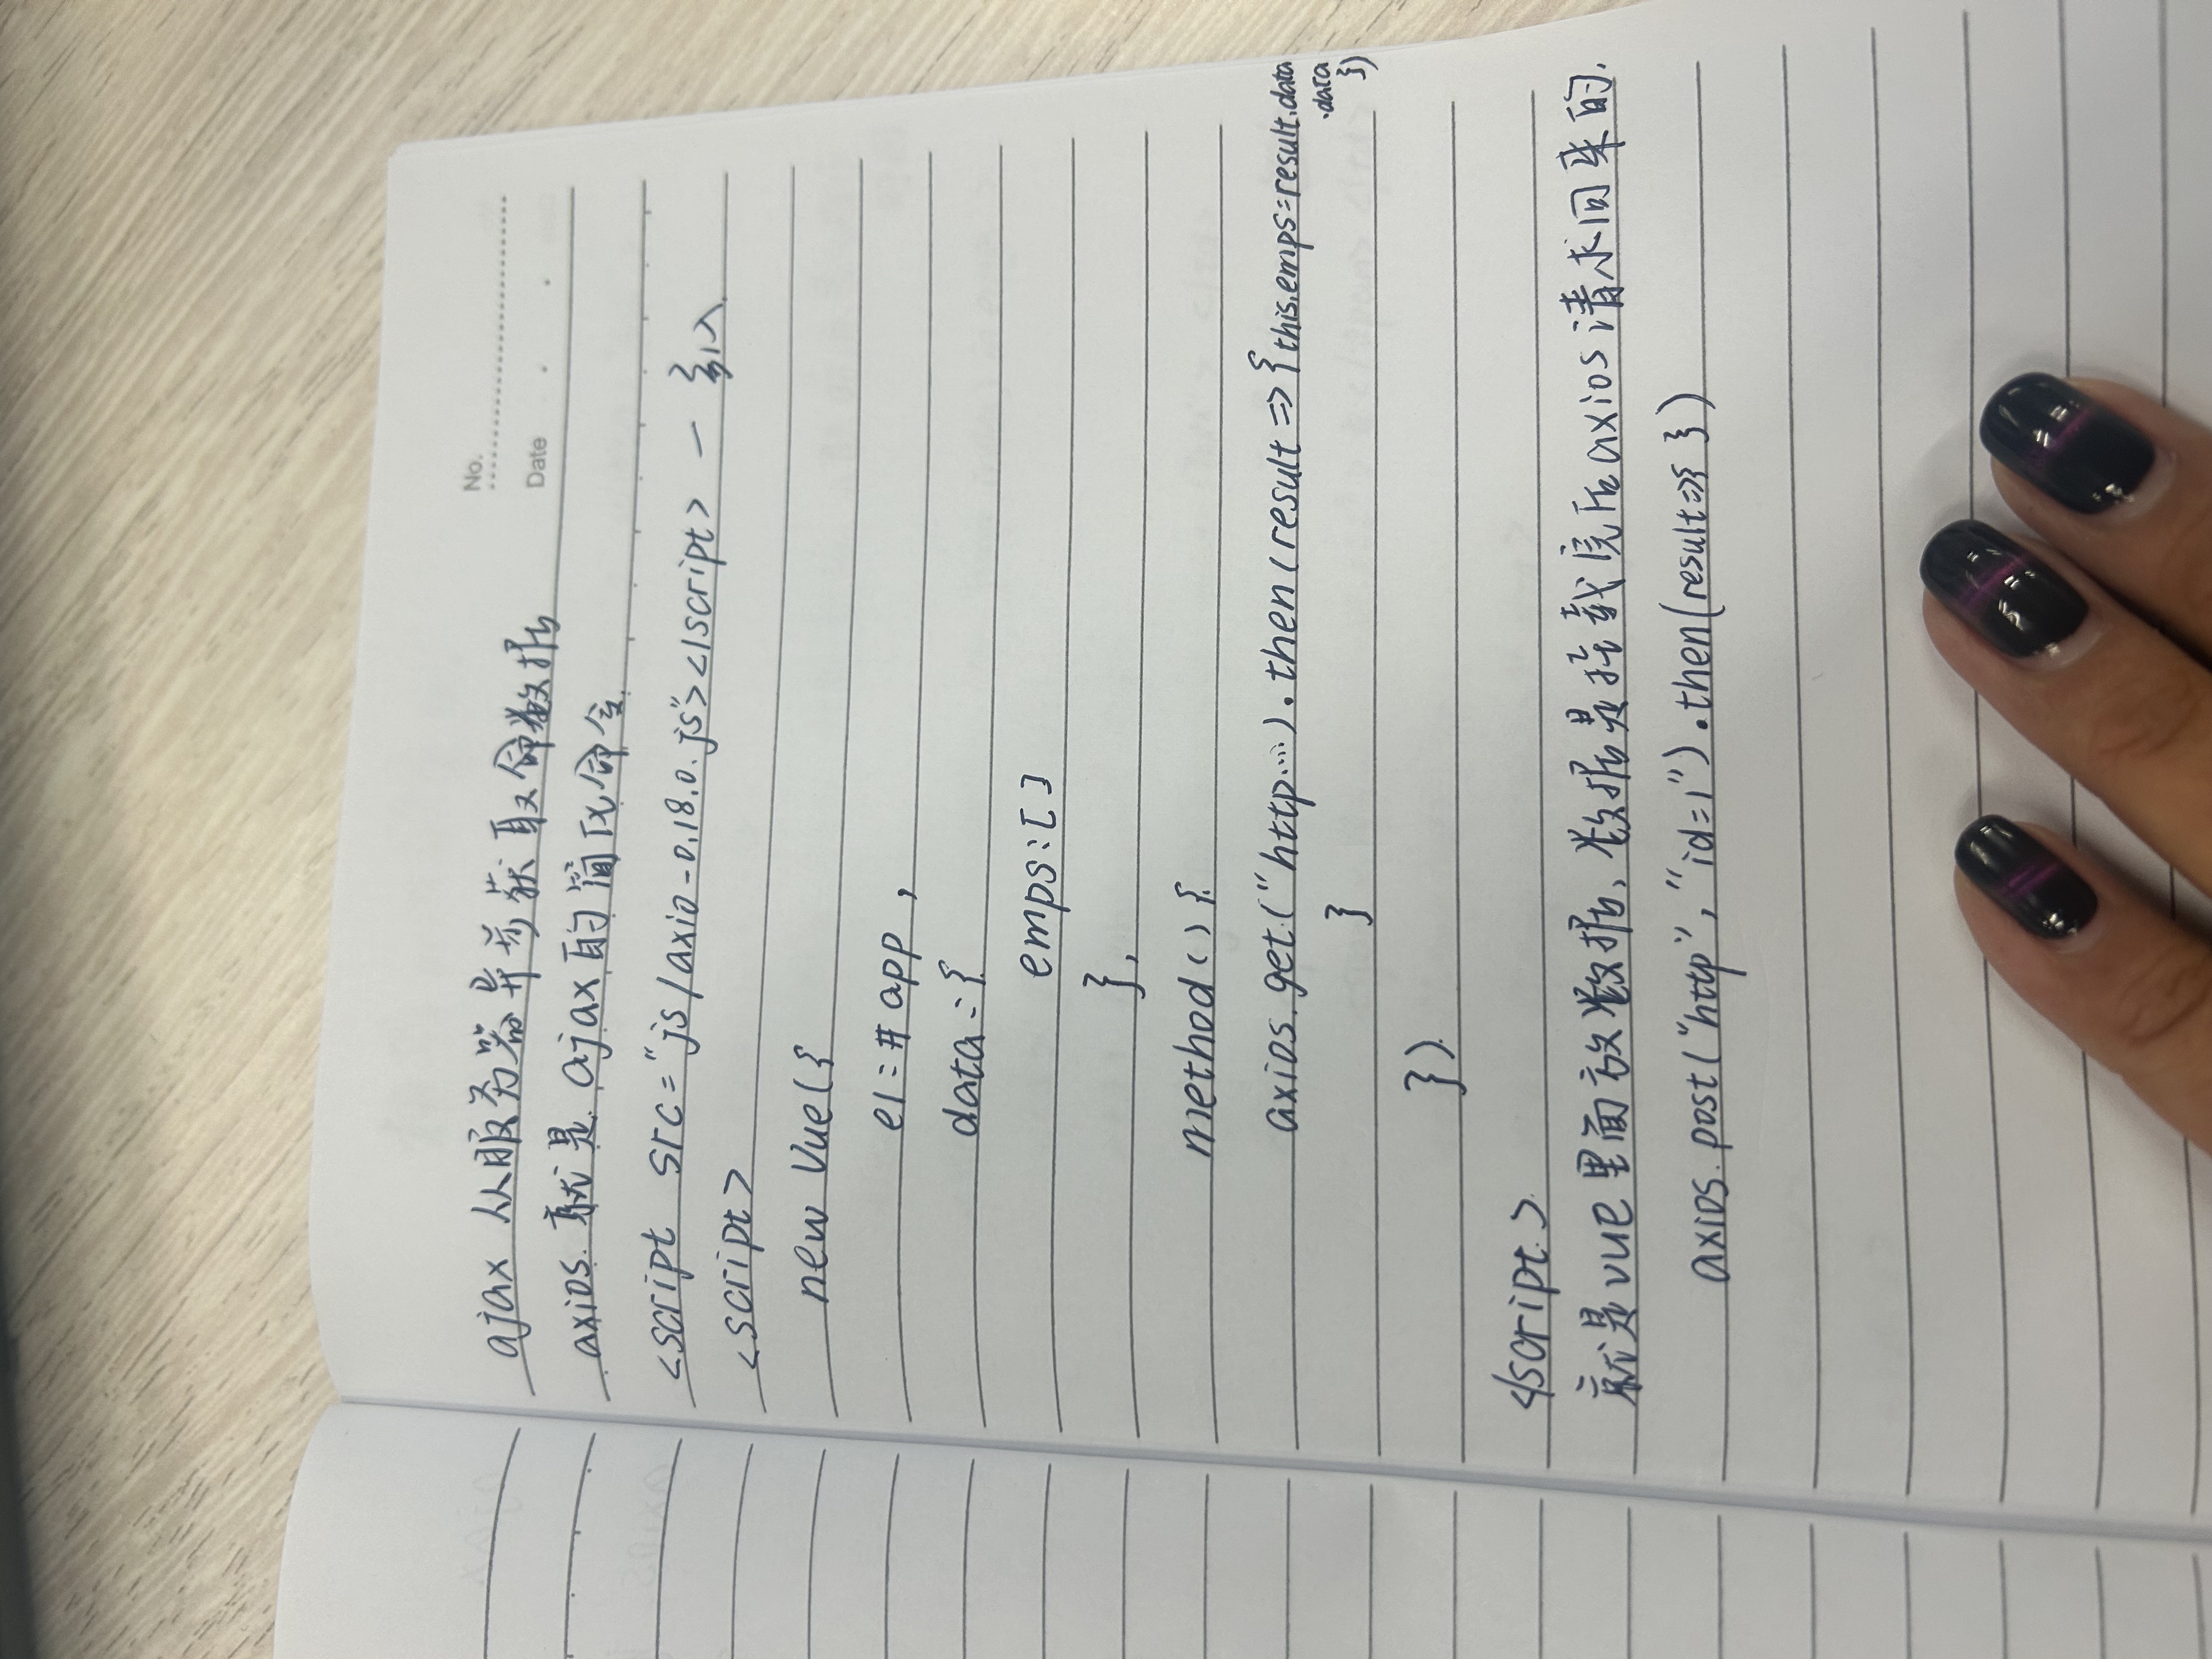 No.
Date
ajax 从服务器异步获取命数据
axios.就是.ajax的简化命令.
<script src="js/axio-0.18.0.js"></script> — 引入
<script>
new Vue({
el:#app,
data:{
emps:[]
},
method(){
axios.get("http....).then(result=>{this.emps=result.data
.data
})
}
})
</script>
就是vue里面放数据,数据是挂载完后axios请求回来的.
axios.post("http","id=1").then(result=>{ })